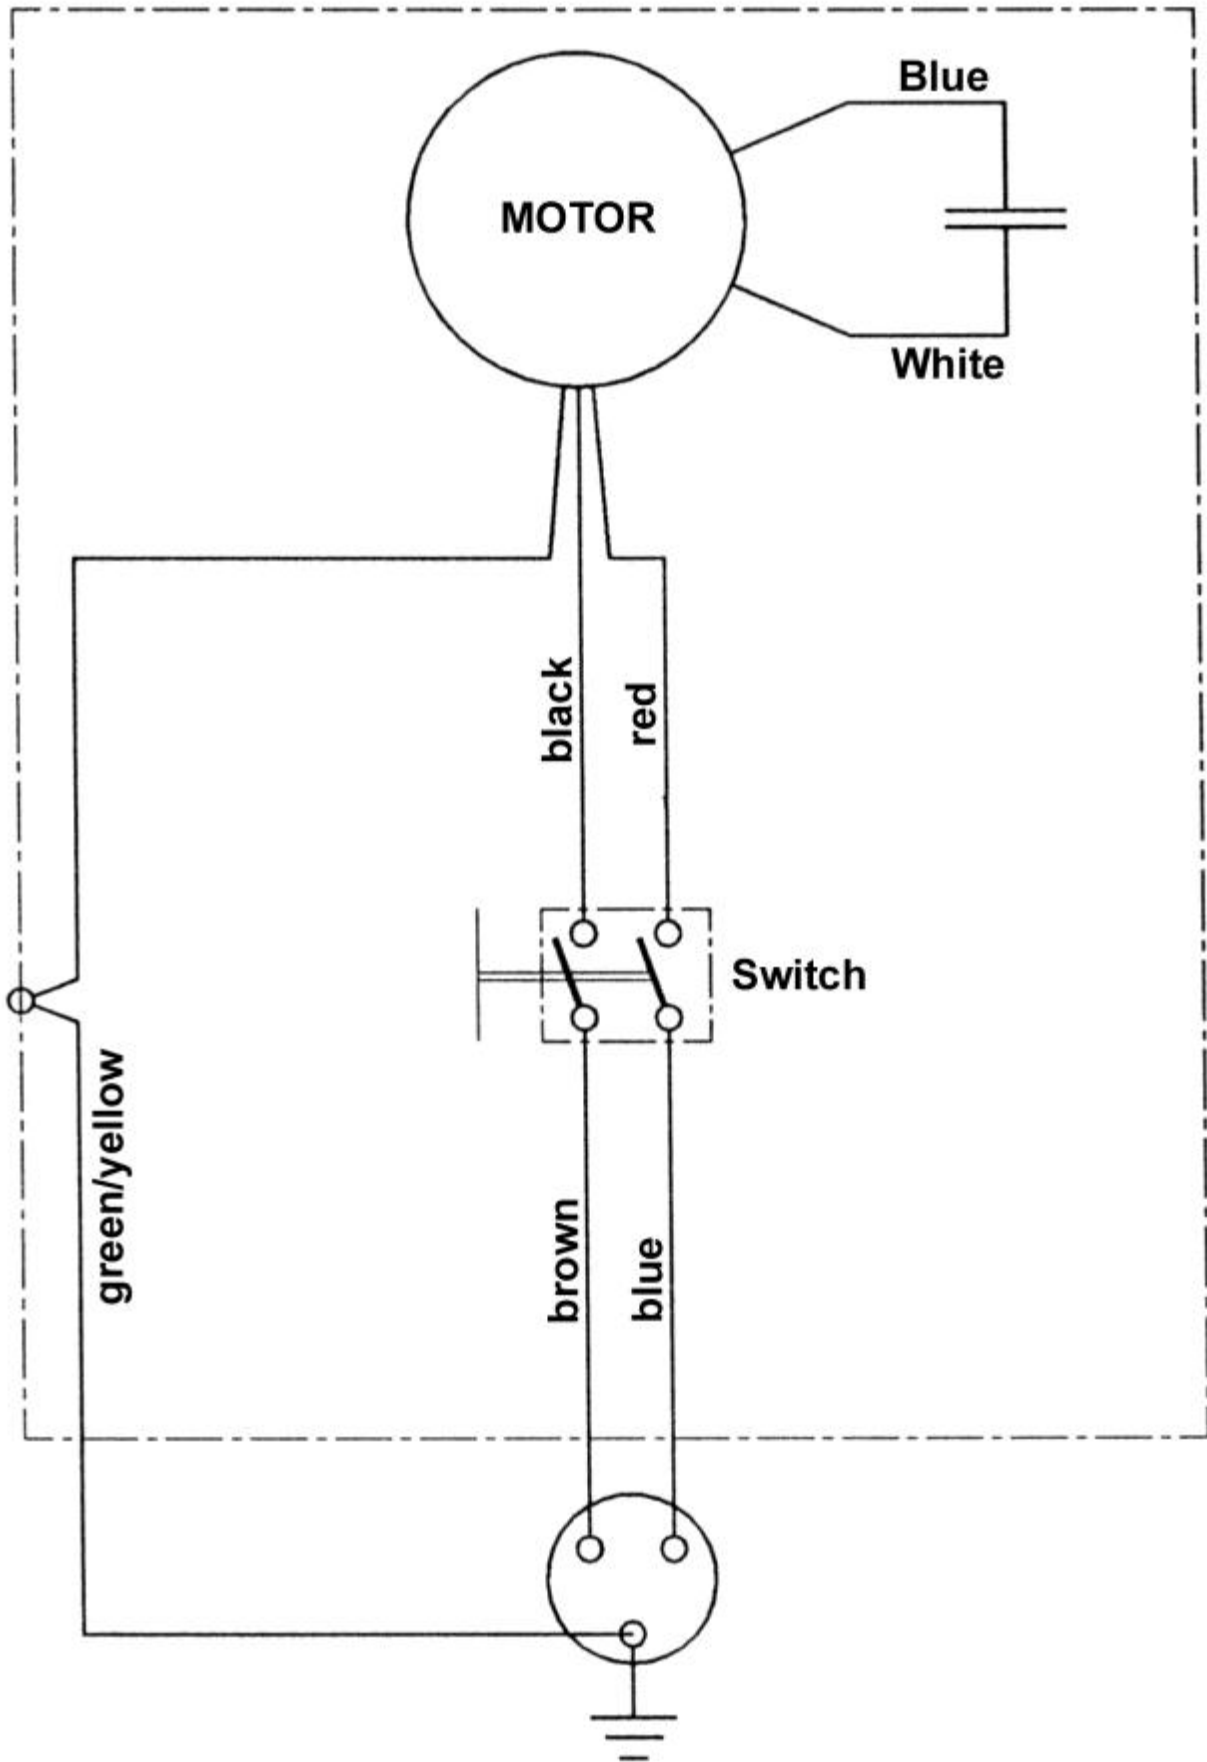 Blue
MOTOR
White
black
red
Switch
green/yellow
brown
blue